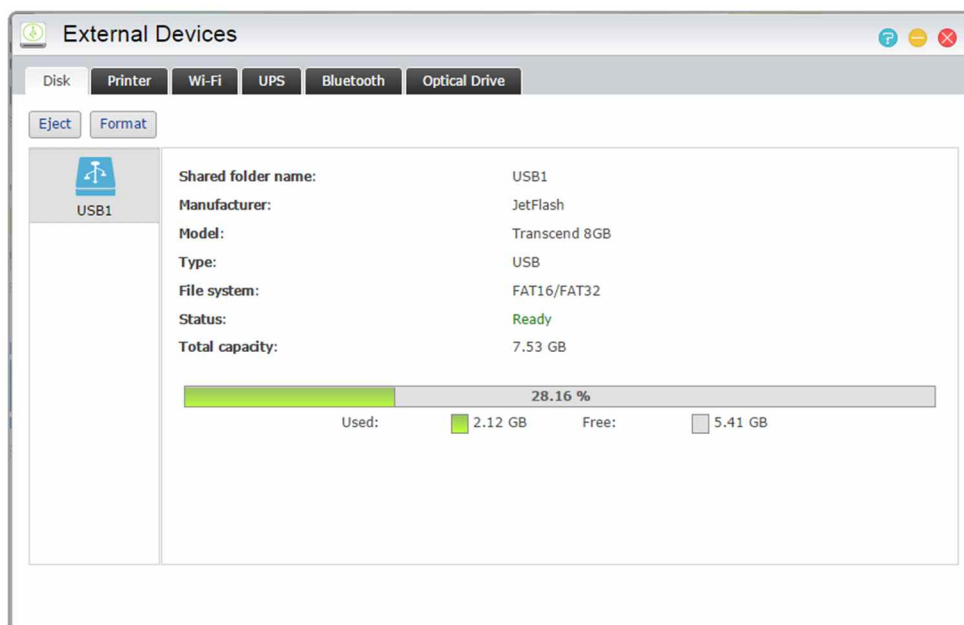 External Devices
Disk Printer Wi-Fi UPS Bluetooth Optical Drive
Eject Format
USB1
Shared folder name: USB1
Manufacturer: JetFlash
Model: Transcend 8GB
Type: USB
File system: FAT16/FAT32
Status: Ready
Total capacity: 7.53 GB
28.16 %
Used: 2.12 GB Free: 5.41 GB